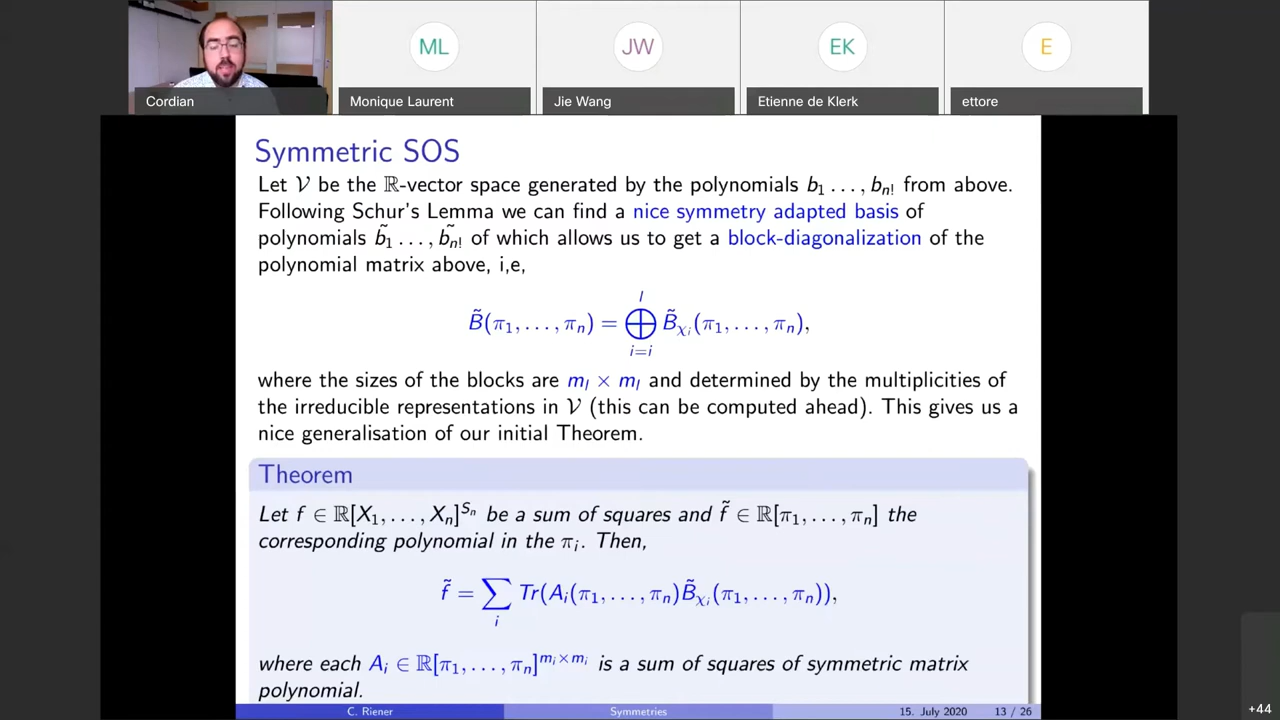 ML
JW
EK
E
Cordian
Monique Laurent
Jie Wang
Etienne de Klerk
ettore
Symmetric SOS
Let 𝒱 be the ℝ-vector space generated by the polynomials b₁ . . . , bₙ! from above.
Following Schur's Lemma we can find a nice symmetry adapted basis of
polynomials b̃₁ . . . , b̃ₙ! of which allows us to get a block-diagonalization of the
polynomial matrix above, i,e,
B̃(π₁, . . . , πₙ) = ⨁_{i=i}^{l} B̃_{χᵢ}(π₁, . . . , πₙ),
where the sizes of the blocks are m_l × m_l and determined by the multiplicities of
the irreducible representations in 𝒱 (this can be computed ahead). This gives us a
nice generalisation of our initial Theorem.
Theorem
Let f ∈ ℝ[X₁, . . . , Xₙ]^{Sₙ} be a sum of squares and f̃ ∈ ℝ[π₁, . . . , πₙ] the
corresponding polynomial in the πᵢ. Then,
f̃ = ∑_i Tr(Aᵢ(π₁, . . . , πₙ)B̃_{χᵢ}(π₁, . . . , πₙ)),
where each Aᵢ ∈ ℝ[π₁, . . . , πₙ]^{mᵢ×mᵢ} is a sum of squares of symmetric matrix
polynomial.
C. Riener
Symmetries
15. July 2020
13 / 26
+44